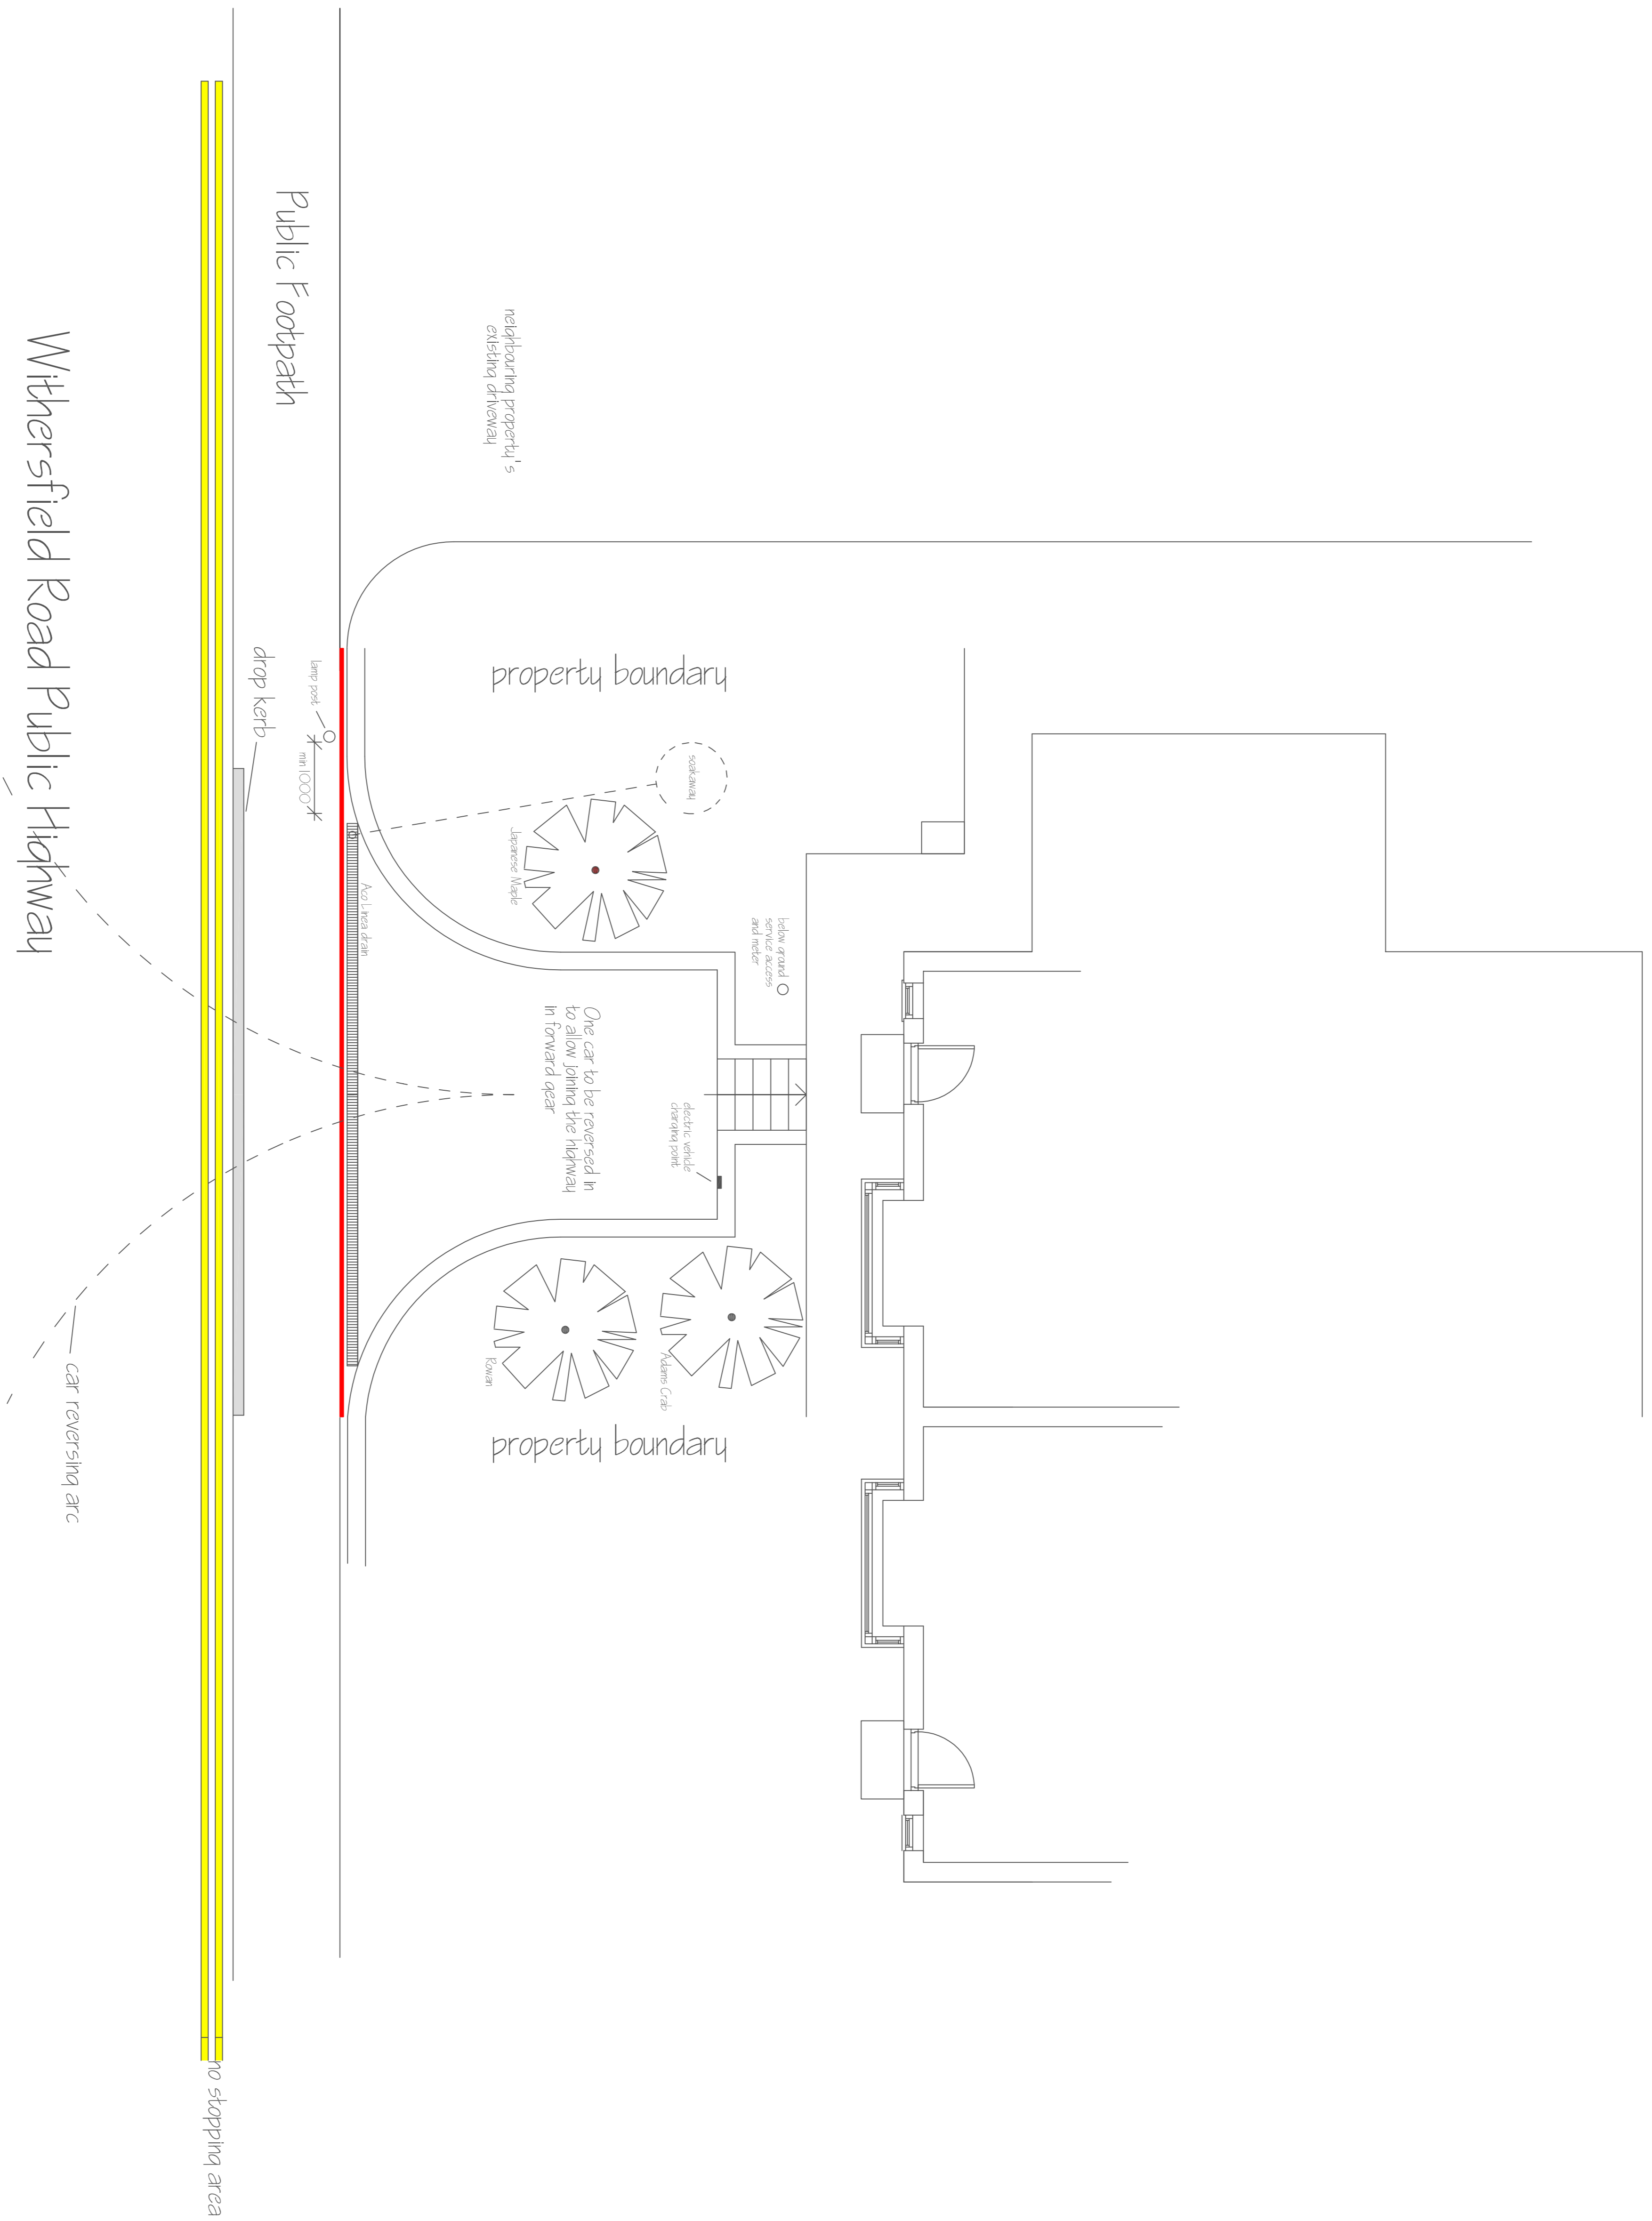 Withersfield Road Public Highway
Public Footpath
neighbouring property's
existing driveway
drop kerb
lamp post
min 1000
property boundary
soakaway
Japanese Maple
Aco Linea drain
below ground
service access
and meter
One car to be reversed in
to allow joining the highway
in forward gear
electric vehicle
charging point
Rowan
Adams Crab
property boundary
car reversing arc
no stopping area